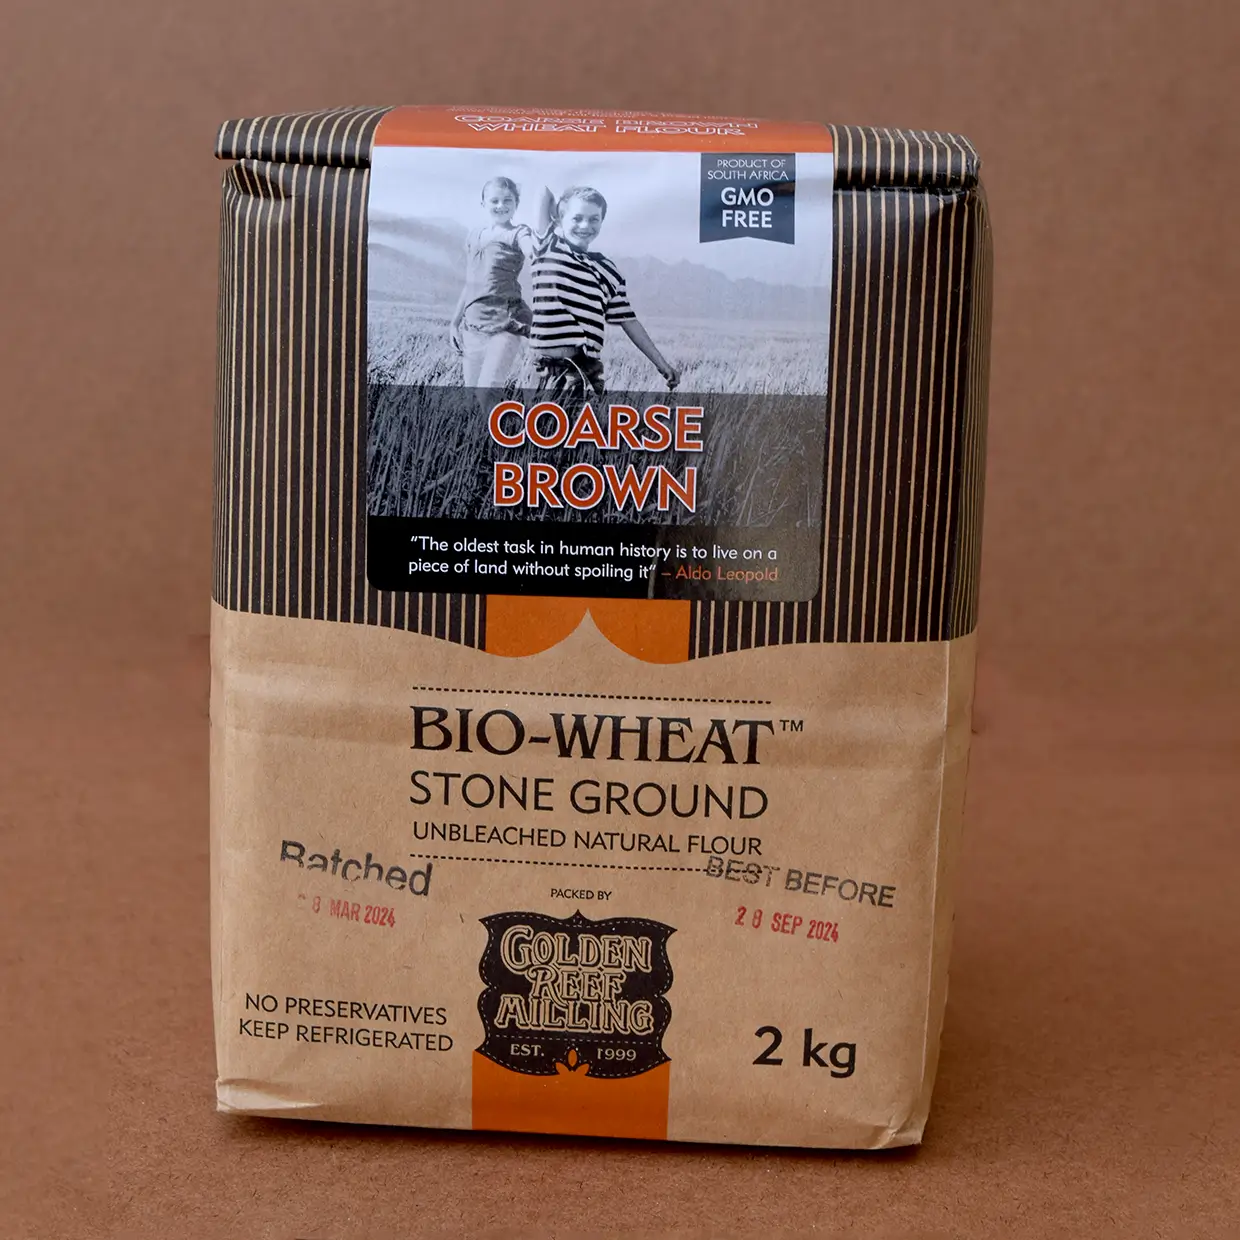 COARSE BROWN
WHEAT FLOUR
PRODUCT OF
SOUTH AFRICA
GMO
FREE
COARSE
BROWN
“The oldest task in human history is to live on a
piece of land without spoiling it“ – Aldo Leopold
BIO-WHEAT™
STONE GROUND
UNBLEACHED NATURAL FLOUR
Batched
8 MAR 2024
BEST BEFORE
28 SEP 2024
PACKED BY
GOLDEN
REEF
MILLING
EST. 1999
NO PRESERVATIVES
KEEP REFRIGERATED
2 kg